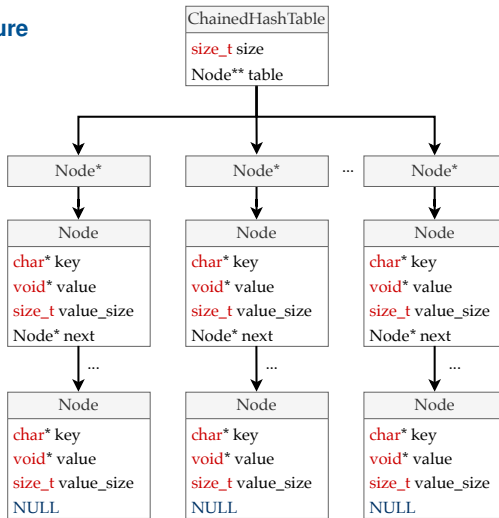 ure
ChainedHashTable
size_t size
Node** table
Node* Node* ... Node*
Node Node Node
char* key char* key char* key
void* value void* value void* value
size_t value_size size_t value_size size_t value_size
Node* next Node* next Node* next
... ... ...
Node Node Node
char* key char* key char* key
void* value void* value void* value
size_t value_size size_t value_size size_t value_size
NULL NULL NULL